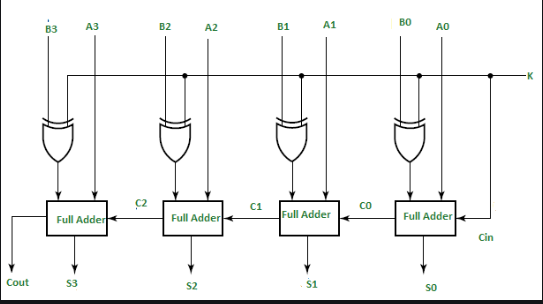 B3 A3 B2 A2 B1 A1 B0 A0
K
C2 C1 C0
Full Adder Full Adder Full Adder Full Adder
Cin
Cout S3 S2 S1 S0